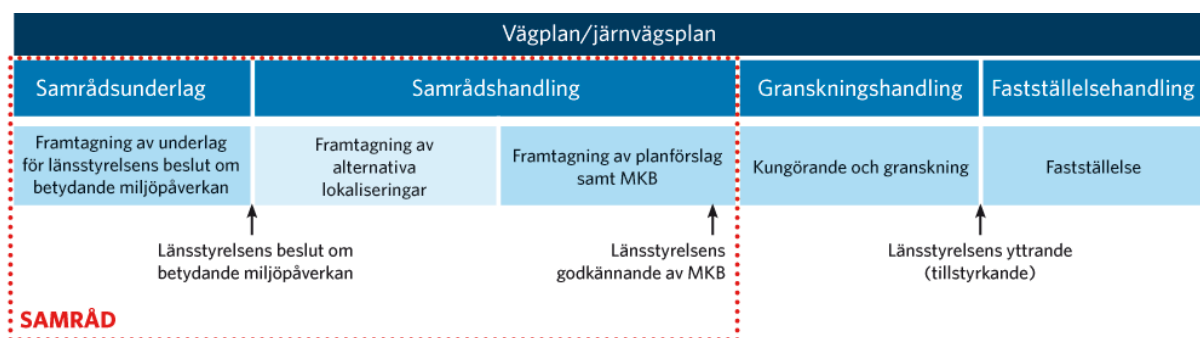 Vägplan/järnvägsplan
Samrådsunderlag
Samrådshandling
Granskningshandling
Fastställelsehandling
Framtagning av underlag
för länsstyrelsens beslut om
betydande miljöpåverkan
Framtagning av
alternativa
lokaliseringar
Framtagning av planförslag
samt MKB
Kungörande och granskning
Fastställelse
Länsstyrelsens beslut om
betydande miljöpåverkan
Länsstyrelsens
godkännande av MKB
Länsstyrelsens yttrande
(tillstyrkande)
SAMRÅD